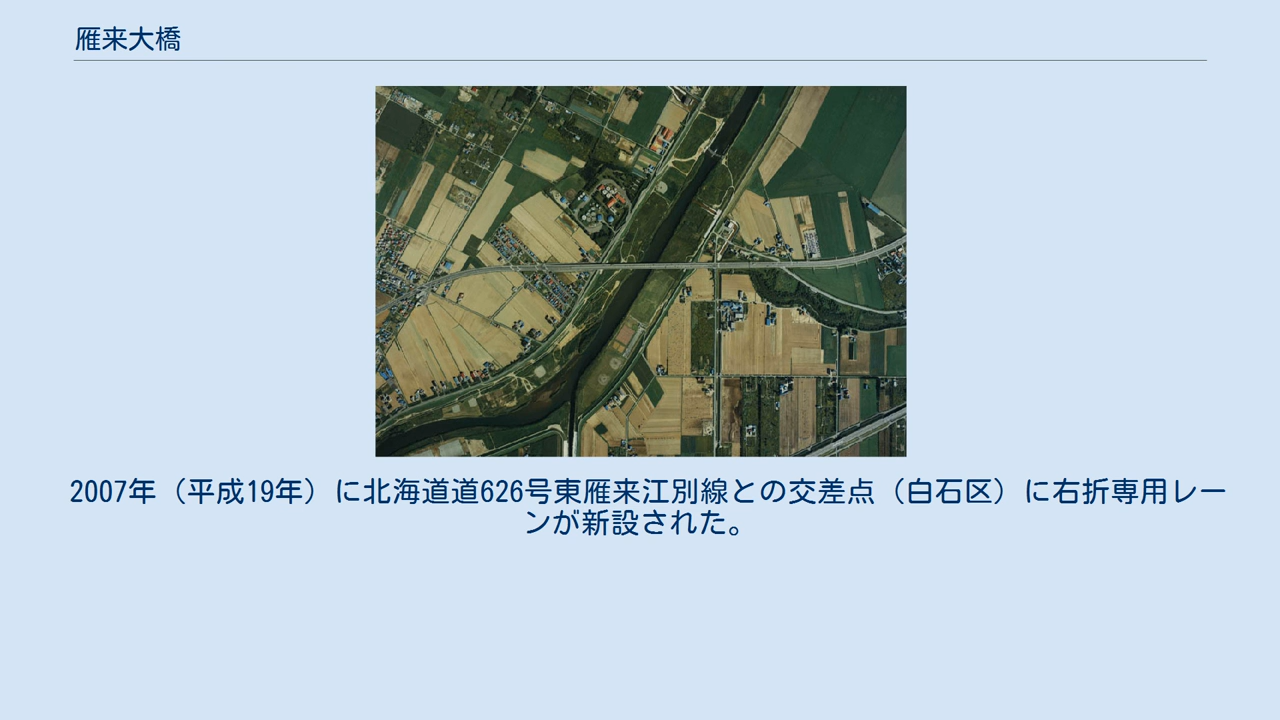 雁来大橋
2007年（平成19年）に北海道道626号東雁来江別線との交差点（白石区）に右折専用レー
ンが新設された。